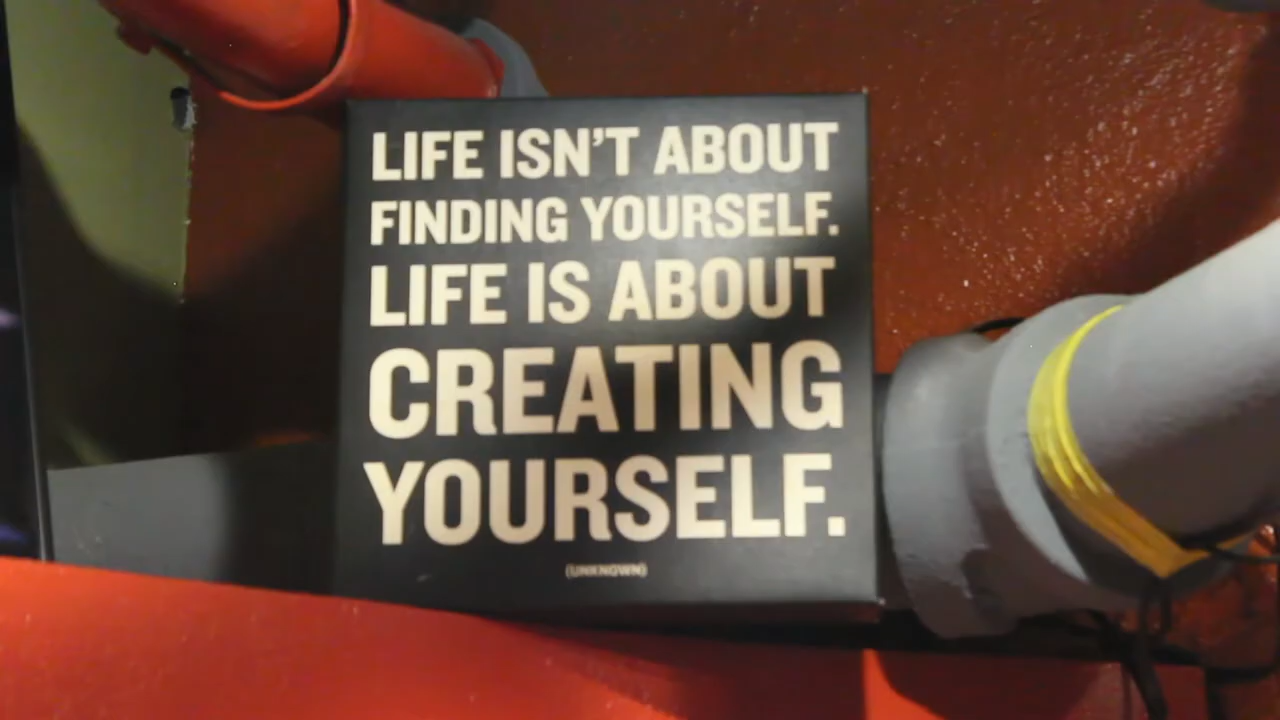 LIFE ISN'T ABOUT
FINDING YOURSELF.
LIFE IS ABOUT
CREATING
YOURSELF.
(UNKNOWN)